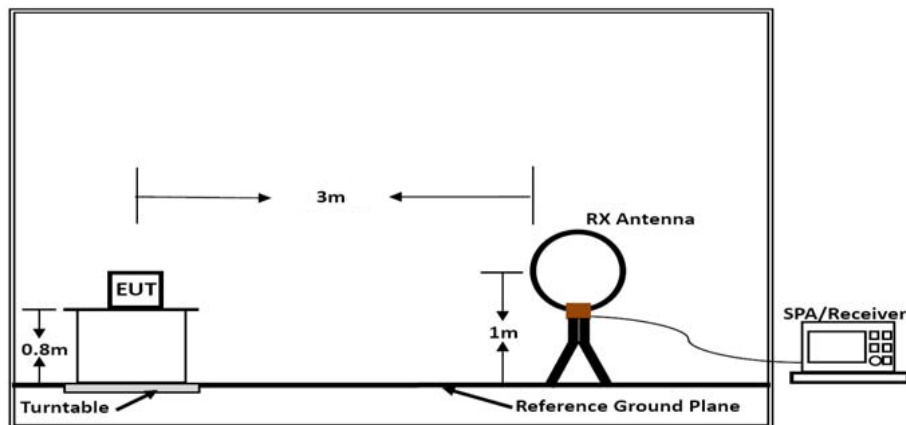 3m
RX Antenna
EUT
SPA/Receiver
0.8m
1m
Turntable
Reference Ground Plane